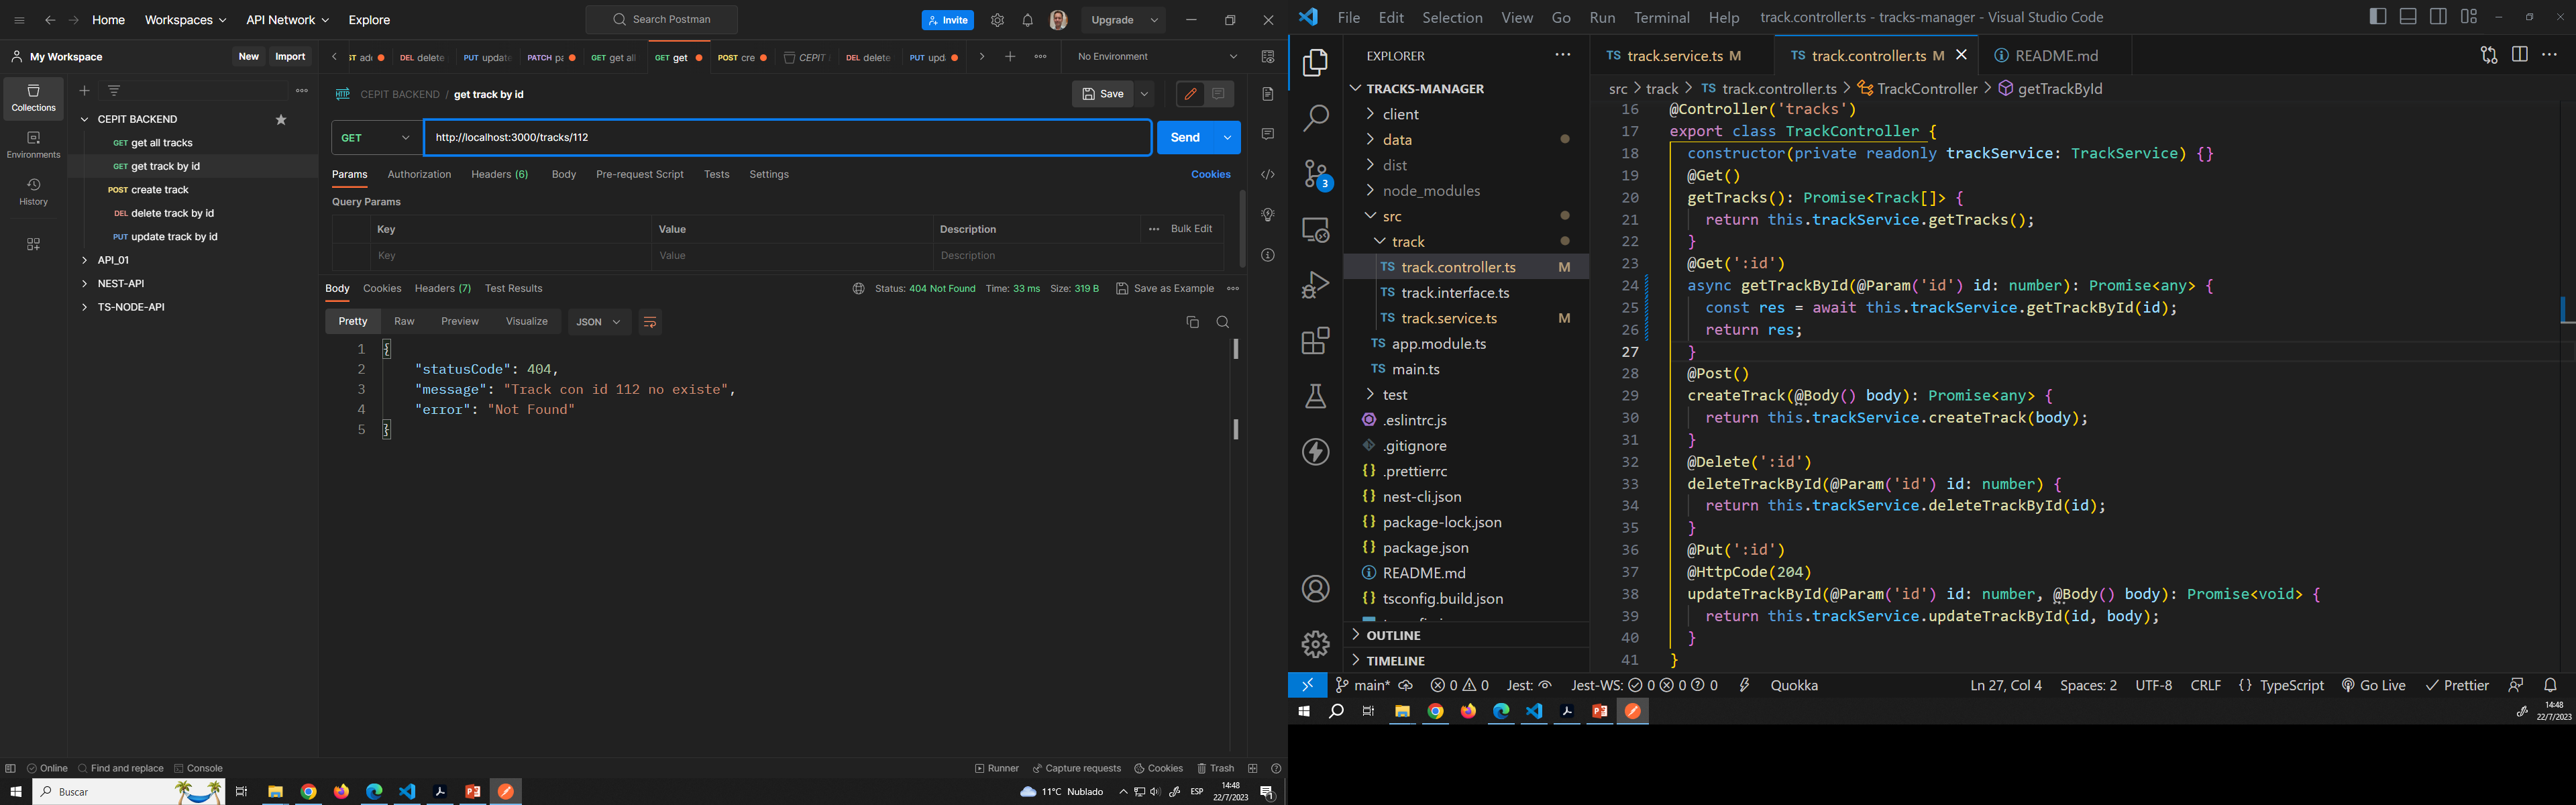 Home Workspaces API Network Explore
Search Postman
Invite Upgrade
My Workspace
New Import
DEL delete
GET get all
GET get
POST cre
DEL delete
No Environment
Collections
Environments
History
CEPIT BACKEND
GET get all tracks
GET get track by id
POST create track
DEL delete track by id
PUT update track by id
API_01
NEST-API
TS-NODE-API
HTTP CEPIT BACKEND / get track by id
Save
GET http://localhost:3000/tracks/112 Send
Params Authorization Headers (6) Body Pre-request Script Tests Settings Cookies
Query Params
Key Value Description Bulk Edit
Key Value Description
Body Cookies Headers (7) Test Results
Status: 404 Not Found Time: 33 ms Size: 319 B Save as Example
Pretty Raw Preview Visualize JSON
1 {
2 "statusCode": 404,
3 "message": "Track con id 112 no existe",
4 "error": "Not Found"
5 }
Online Find and replace Console
Runner Capture requests Cookies Trash
Buscar
11°C Nublado
ESP
14:48
22/7/2023
File Edit Selection View Go Run Terminal Help
track.controller.ts - tracks-manager - Visual Studio Code
3
EXPLORER
TRACKS-MANAGER
client
data
dist
node_modules
src
track
TS track.controller.ts M
TS track.interface.ts
TS track.service.ts M
TS app.module.ts
TS main.ts
test
.eslintrc.js
.gitignore
{} .prettierrc
{} nest-cli.json
{} package-lock.json
{} package.json
README.md
{} tsconfig.build.json
OUTLINE
TIMELINE
TS track.service.ts M
TS track.controller.ts M
README.md
src > track > TS track.controller.ts > TrackController > getTrackById
16 @Controller('tracks')
17 export class TrackController {
18 constructor(private readonly trackService: TrackService) {}
19 @Get()
20 getTracks(): Promise<Track[]> {
21 return this.trackService.getTracks();
22 }
23 @Get(':id')
24 async getTrackById(@Param('id') id: number): Promise<any> {
25 const res = await this.trackService.getTrackById(id);
26 return res;
27 }
28 @Post()
29 createTrack(@Body() body): Promise<any> {
30 return this.trackService.createTrack(body);
31 }
32 @Delete(':id')
33 deleteTrackById(@Param('id') id: number) {
34 return this.trackService.deleteTrackById(id);
35 }
36 @Put(':id')
37 @HttpCode(204)
38 updateTrackById(@Param('id') id: number, @Body() body): Promise<void> {
39 return this.trackService.updateTrackById(id, body);
40 }
41 }
main* 0 0 Jest: Jest-WS: 0 0 0 Quokka
Ln 27, Col 4 Spaces: 2 UTF-8 CRLF {} TypeScript Go Live Prettier
14:48
22/7/2023